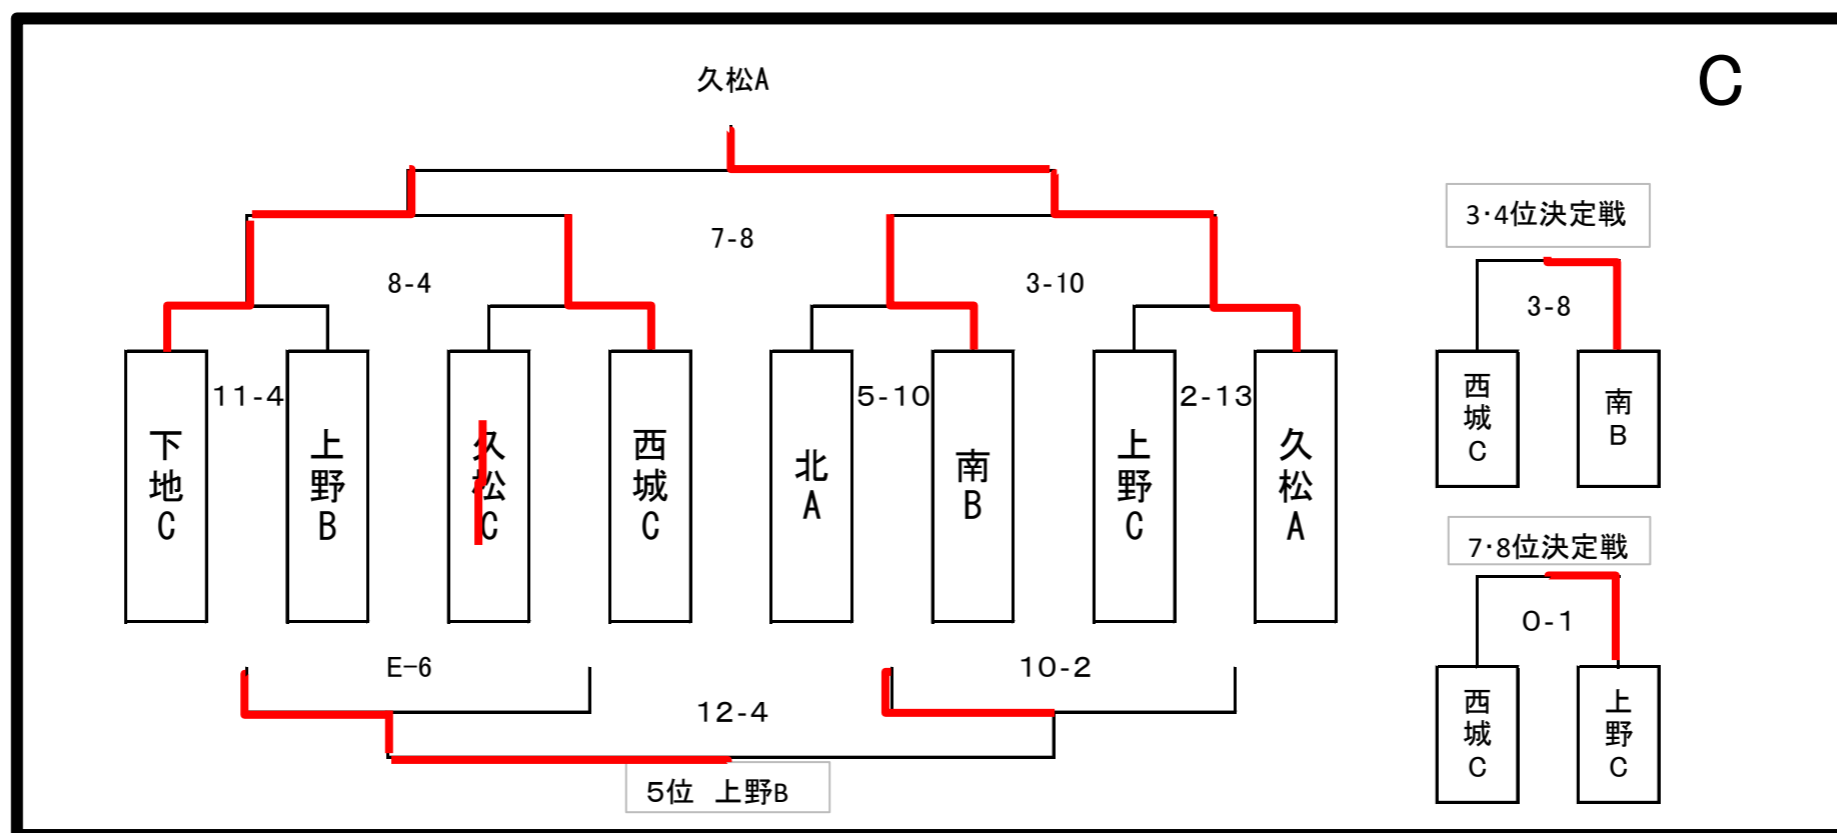 久松A
C
7-8
8-4
3-10
3･4位決定戦
3-8
11-4
5-10
2-13
下地C
上野B
久松C
西城C
北A
南B
上野C
久松A
西城C
南B
7･8位決定戦
0-1
西城C
上野C
E-6
10-2
12-4
5位 上野B